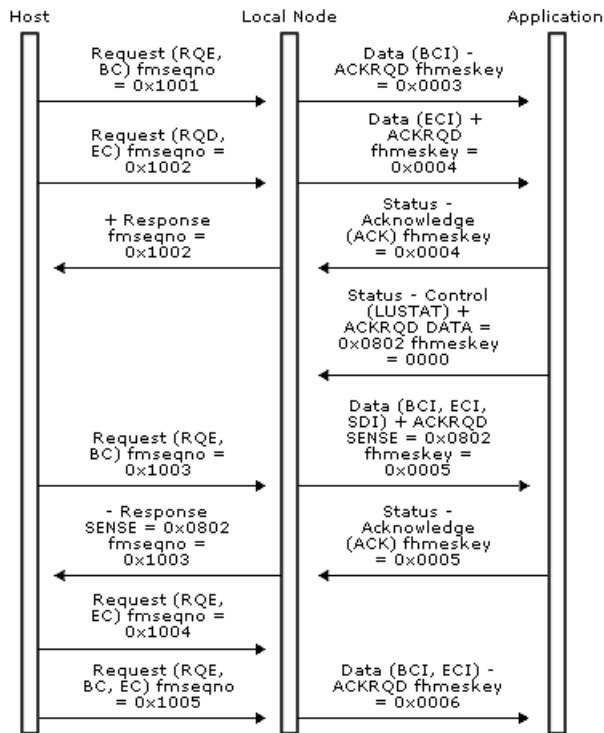 Host
Local Node
Application
Request (RQE,
BC) fmseqno
= 0x1001
Data (BCI) -
ACKRQD fhmeskey
= 0x0003
Request (RQD,
EC) fmseqno =
0x1002
Data (ECI) +
ACKRQD
fhmeskey =
0x0004
+ Response
fmseqno =
0x1002
Status -
Acknowledge
(ACK) fhmeskey
= 0x0004
Status - Control
(LUSTAT) +
ACKRQD DATA =
0x0802 fhmeskey
= 0000
Request (RQE,
BC) fmseqno =
0x1003
Data (BCI, ECI,
SDI) + ACKRQD
SENSE = 0x0802
fhmeskey =
0x0005
- Response
SENSE = 0x0802
fmseqno =
0x1003
Status -
Acknowledge
(ACK) fhmeskey
= 0x0005
Request (RQE,
EC) fmseqno =
0x1004
Request (RQE,
BC, EC) fmseqno
= 0x1005
Data (BCI, ECI) -
ACKRQD fhmeskey
= 0x0006